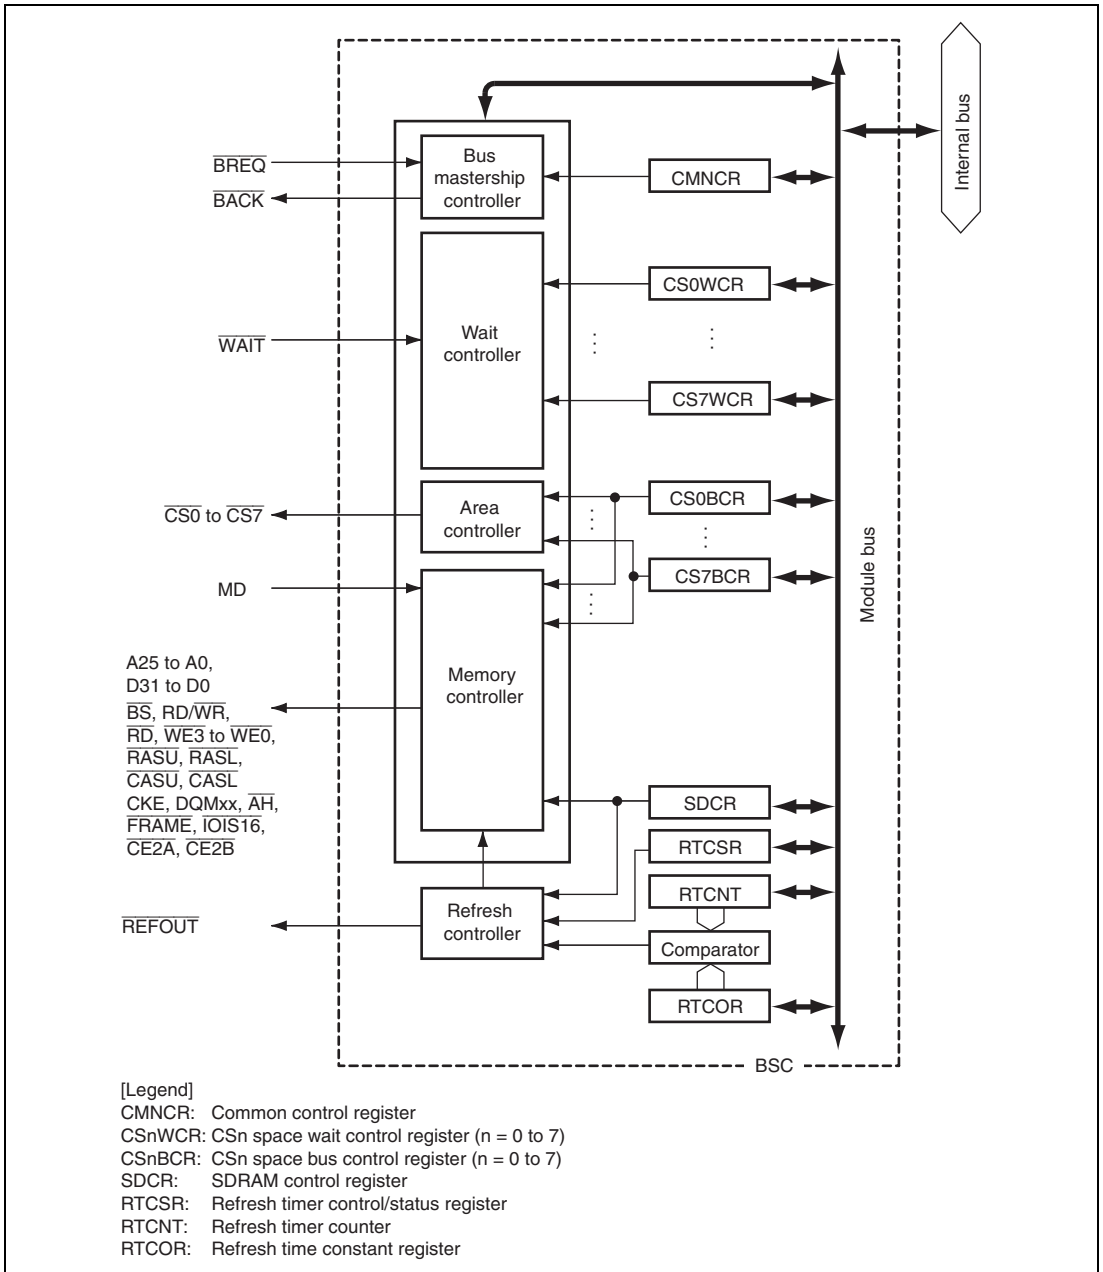 Internal bus
BREQ
BACK
Bus
mastership
controller
CMNCR
CS0WCR
WAIT
Wait
controller
CS7WCR
CS0 to CS7
Area
controller
CS0BCR
CS7BCR
Module bus
MD
A25 to A0,
D31 to D0
BS, RD/WR,
RD, WE3 to WE0,
RASU, RASL,
CASU, CASL
CKE, DQMxx, AH,
FRAME, IOIS16,
CE2A, CE2B
Memory
controller
SDCR
RTCSR
RTCNT
REFOUT
Refresh
controller
Comparator
RTCOR
BSC
[Legend]
CMNCR: Common control register
CSnWCR: CSn space wait control register (n = 0 to 7)
CSnBCR: CSn space bus control register (n = 0 to 7)
SDCR: SDRAM control register
RTCSR: Refresh timer control/status register
RTCNT: Refresh timer counter
RTCOR: Refresh time constant register